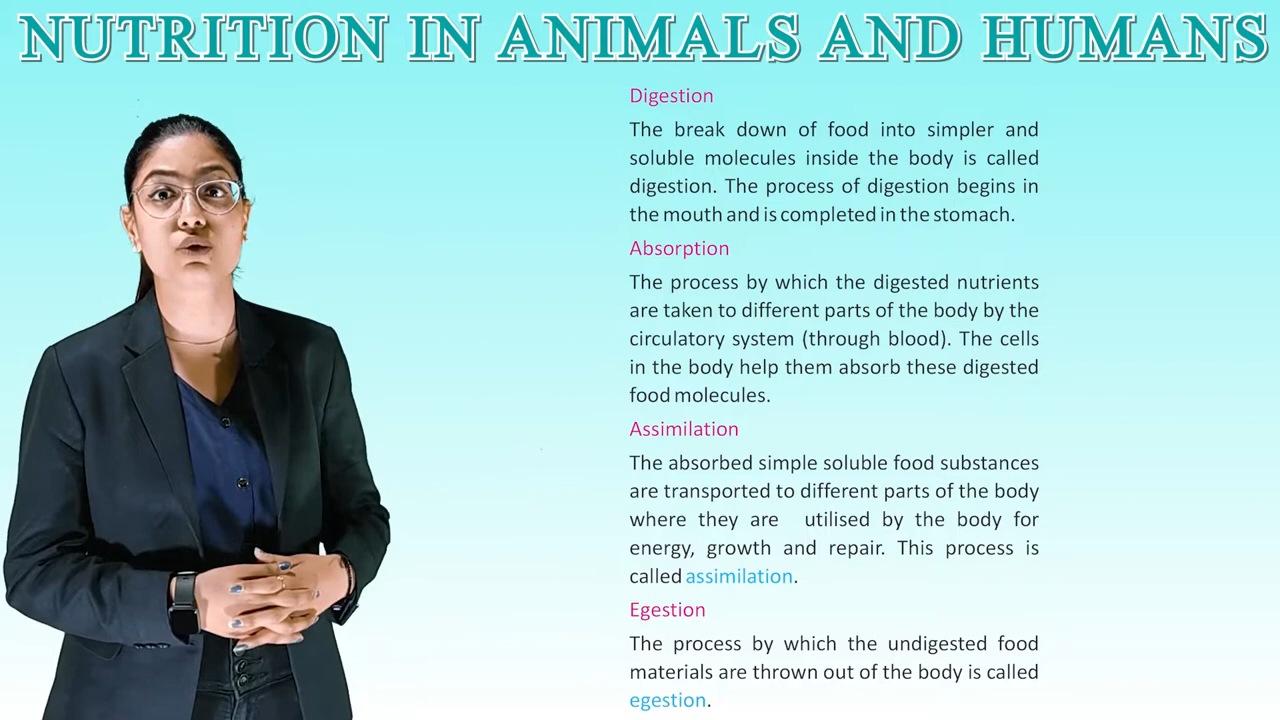 NUTRITION IN ANIMALS AND HUMANS
Digestion
The break down of food into simpler and
soluble molecules inside the body is called
digestion. The process of digestion begins in
the mouth and is completed in the stomach.
Absorption
The process by which the digested nutrients
are taken to different parts of the body by the
circulatory system (through blood). The cells
in the body help them absorb these digested
food molecules.
Assimilation
The absorbed simple soluble food substances
are transported to different parts of the body
where they are utilised by the body for
energy, growth and repair. This process is
called assimilation.
Egestion
The process by which the undigested food
materials are thrown out of the body is called
egestion.